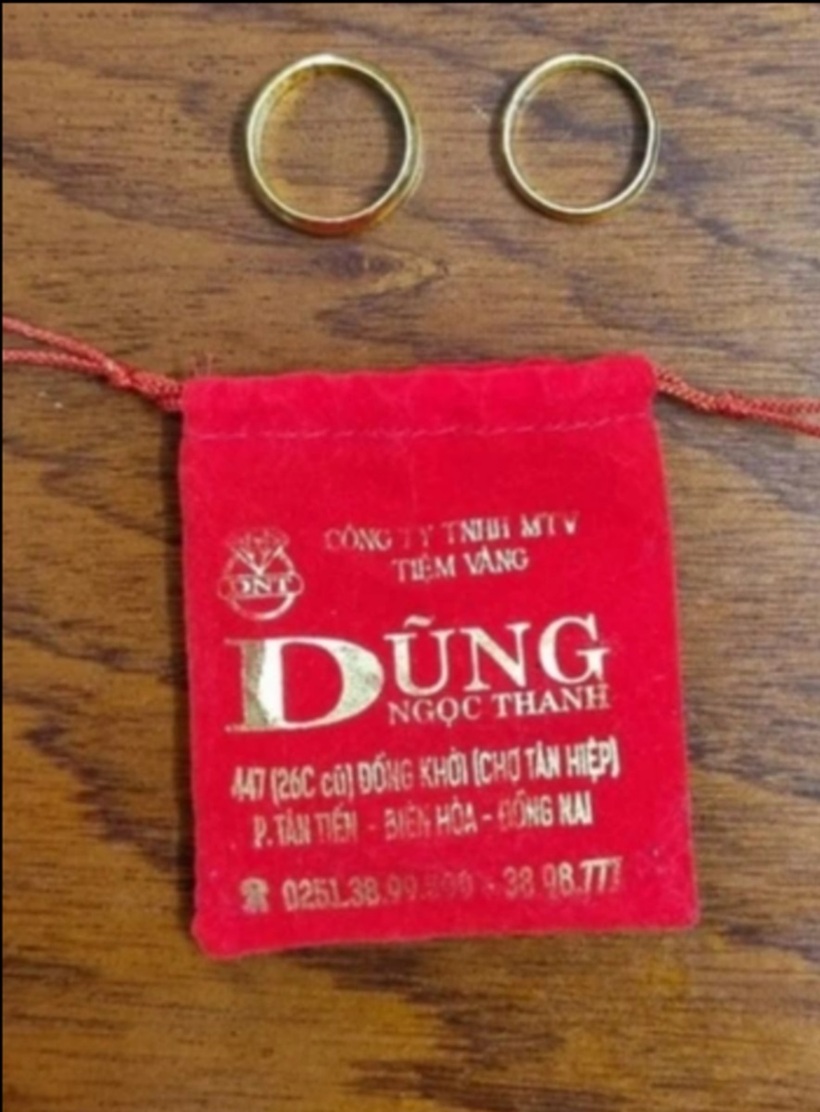 CÔNG TY TNHH MTV
TIỆM VÀNG
DNT
DŨNG
NGỌC THANH
447 (26C cũ) ĐỒNG KHỞI (CHỢ TÂN HIỆP)
P. TÂN TIẾN - BIÊN HÒA - ĐỒNG NAI
☎ 0251.38.99. - 38.98.777